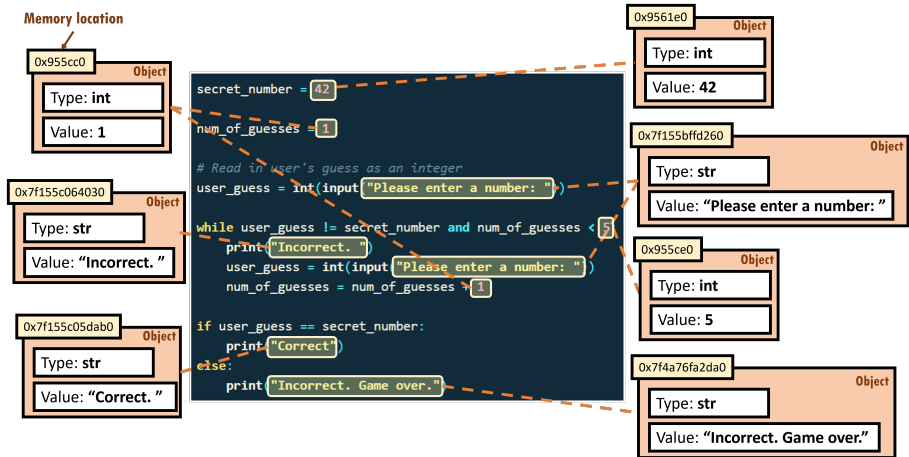 Memory location
0x955cc0
Object
Type: int
Value: 1
0x7f155c064030
Object
Type: str
Value: “Incorrect. ”
0x7f155c05dab0
Object
Type: str
Value: “Correct. ”
secret_number = 42
num_of_guesses = 1
# Read in user's guess as an integer
user_guess = int(input("Please enter a number: "))
while user_guess != secret_number and num_of_guesses < 5
print("Incorrect. ")
user_guess = int(input("Please enter a number: "))
num_of_guesses = num_of_guesses + 1
if user_guess == secret_number:
print("Correct")
else:
print("Incorrect. Game over.")
0x9561e0
Object
Type: int
Value: 42
0x7f155bffd260
Object
Type: str
Value: “Please enter a number: ”
0x955ce0
Object
Type: int
Value: 5
0x7f4a76fa2da0
Object
Type: str
Value: “Incorrect. Game over.”